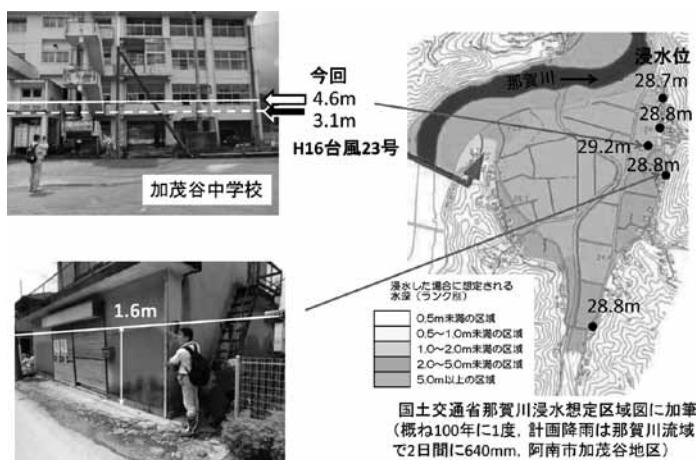 今回
4.6m
3.1m
H16台風23号
加茂谷中学校
1.6m
那賀川
浸水位
28.7m
28.8m
29.2m
28.8m
28.8m
浸水した場合に想定される
水深(ランク別)
0.5m未満の区域
0.5~1.0m未満の区域
1.0~2.0m未満の区域
2.0~5.0m未満の区域
5.0m以上の区域
国土交通省那賀川浸水想定区域図に加筆
(概ね100年に1度,計画降雨は那賀川流域
で2日間に640mm,阿南市加茂谷地区)